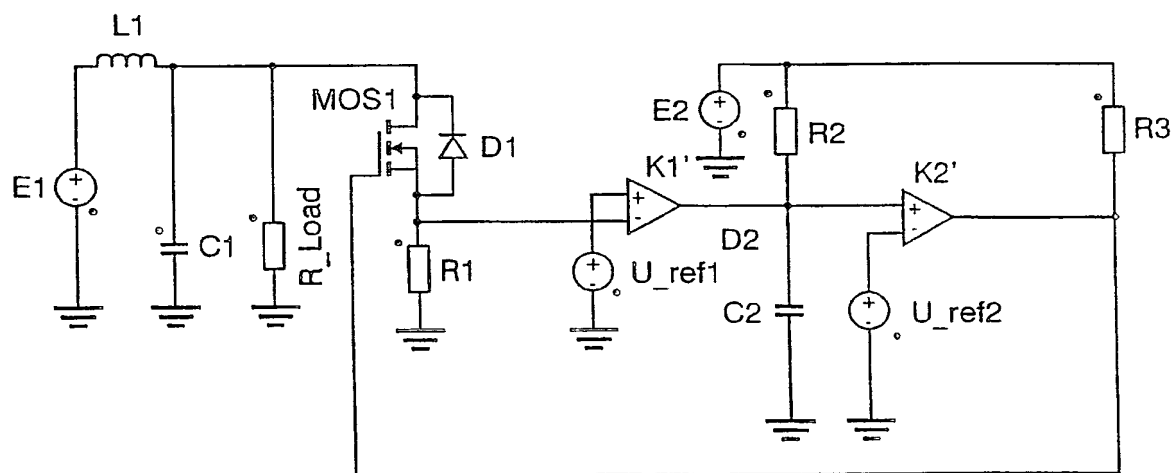 L1
MOS1
D1
E1
C1
R_Load
R1
K1'
U_ref1
E2
R2
D2
C2
K2'
U_ref2
R3